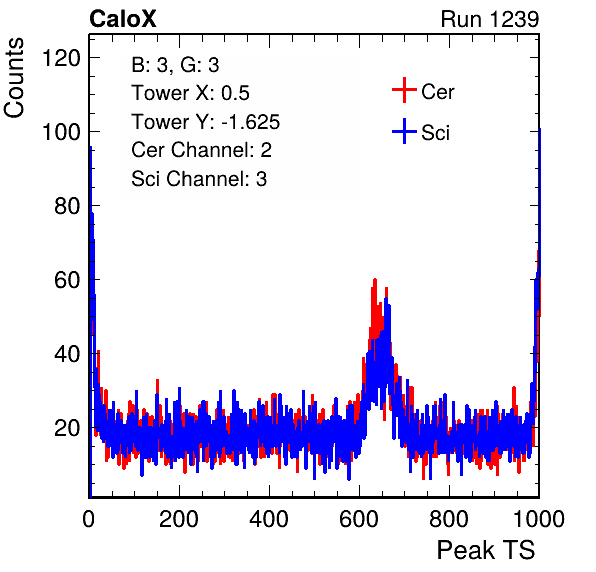 CaloX Run 1239
B: 3, G: 3
Tower X: 0.5
Tower Y: -1.625
Cer Channel: 2
Sci Channel: 3
Cer
Sci
Counts
120
100
80
60
40
20
0 200 400 600 800 1000
Peak TS